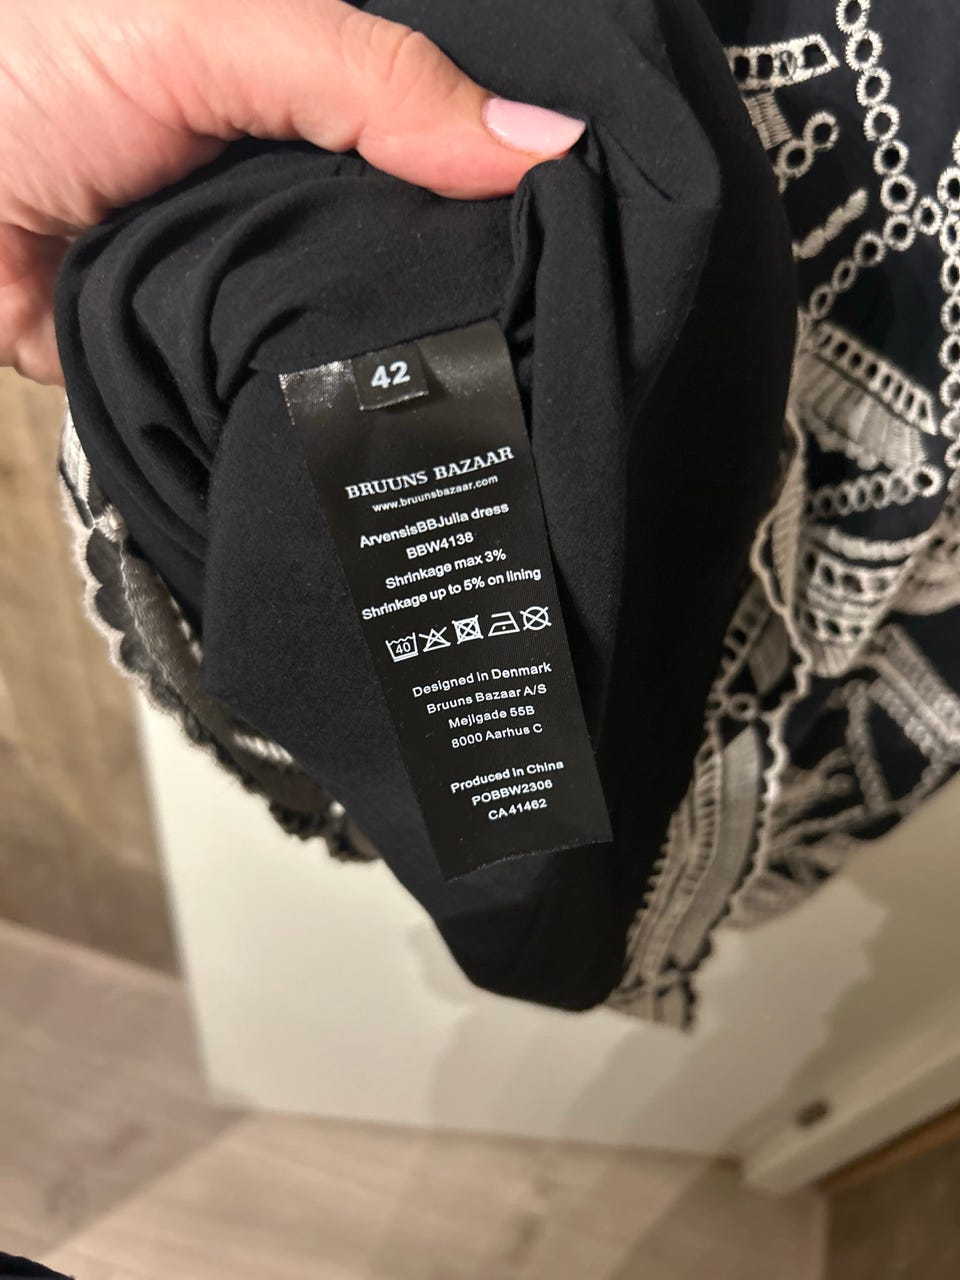 42
BRUUNS BAZAAR
www.bruunsbazaar.com
ArvensisBBJulia dress
BBW4138
Shrinkage max 3%
Shrinkage up to 5% on lining
40
Designed in Denmark
Bruuns Bazaar A/S
Mejlgade 55B
8000 Aarhus C
Produced in China
POBBW2306
CA41462